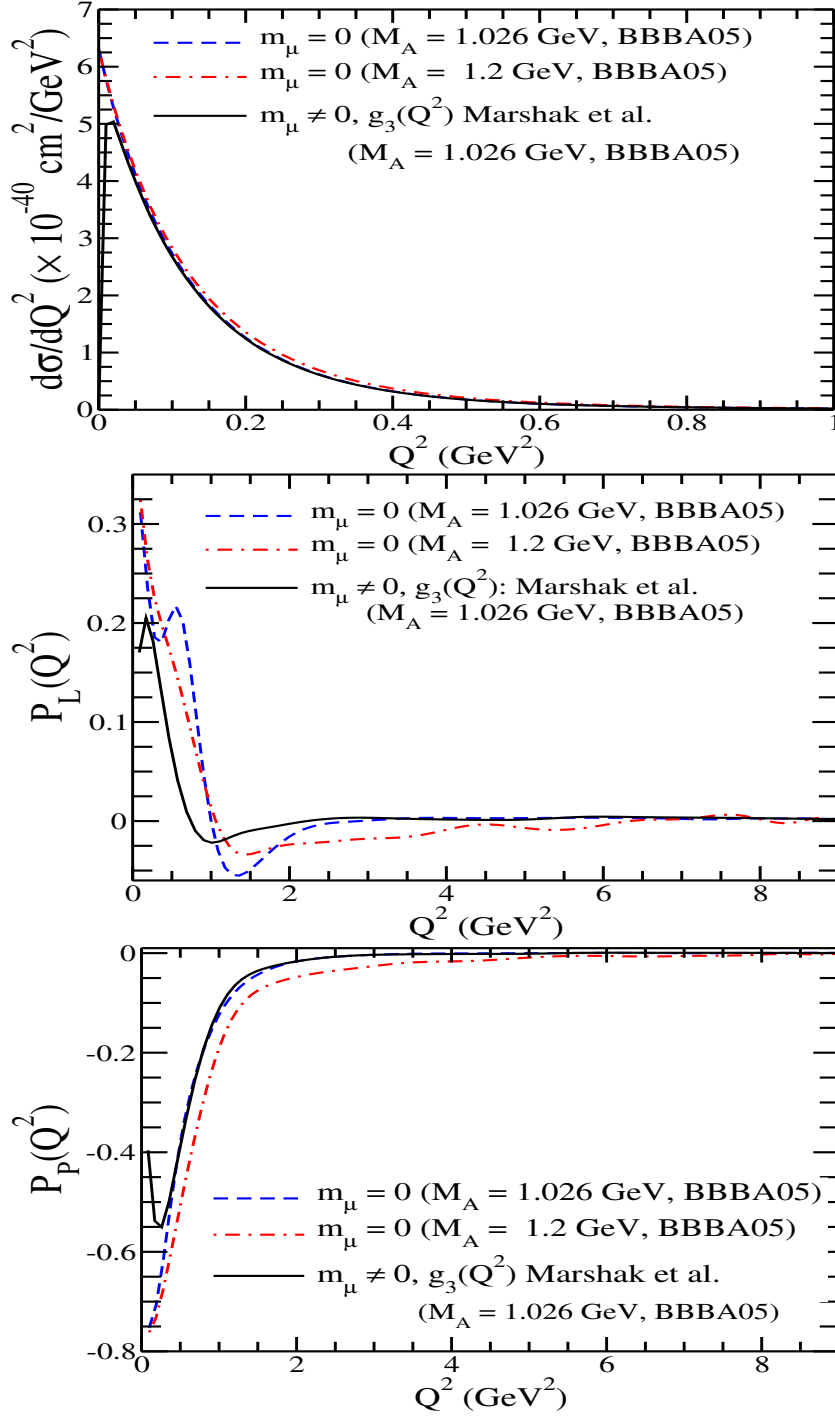 m_μ = 0 (M_A = 1.026 GeV, BBBA05)
m_μ = 0 (M_A = 1.2 GeV, BBBA05)
m_μ ≠ 0, g_3(Q^2) Marshak et al.
(M_A = 1.026 GeV, BBBA05)
dσ/dQ^2 (× 10^-40 cm^2/GeV^2)
7
6
5
4
3
2
1
0
0 0.2 0.4 0.6 0.8 1
Q^2 (GeV^2)
m_μ = 0 (M_A = 1.026 GeV, BBBA05)
m_μ = 0 (M_A = 1.2 GeV, BBBA05)
m_μ ≠ 0, g_3(Q^2): Marshak et al.
(M_A = 1.026 GeV, BBBA05)
P_L(Q^2)
0.3
0.2
0.1
0
0 2 4 6 8
Q^2 (GeV^2)
P_P(Q^2)
0
-0.2
-0.4
-0.6
-0.8
m_μ = 0 (M_A = 1.026 GeV, BBBA05)
m_μ = 0 (M_A = 1.2 GeV, BBBA05)
m_μ ≠ 0, g_3(Q^2) Marshak et al.
(M_A = 1.026 GeV, BBBA05)
0 2 4 6 8
Q^2 (GeV^2)